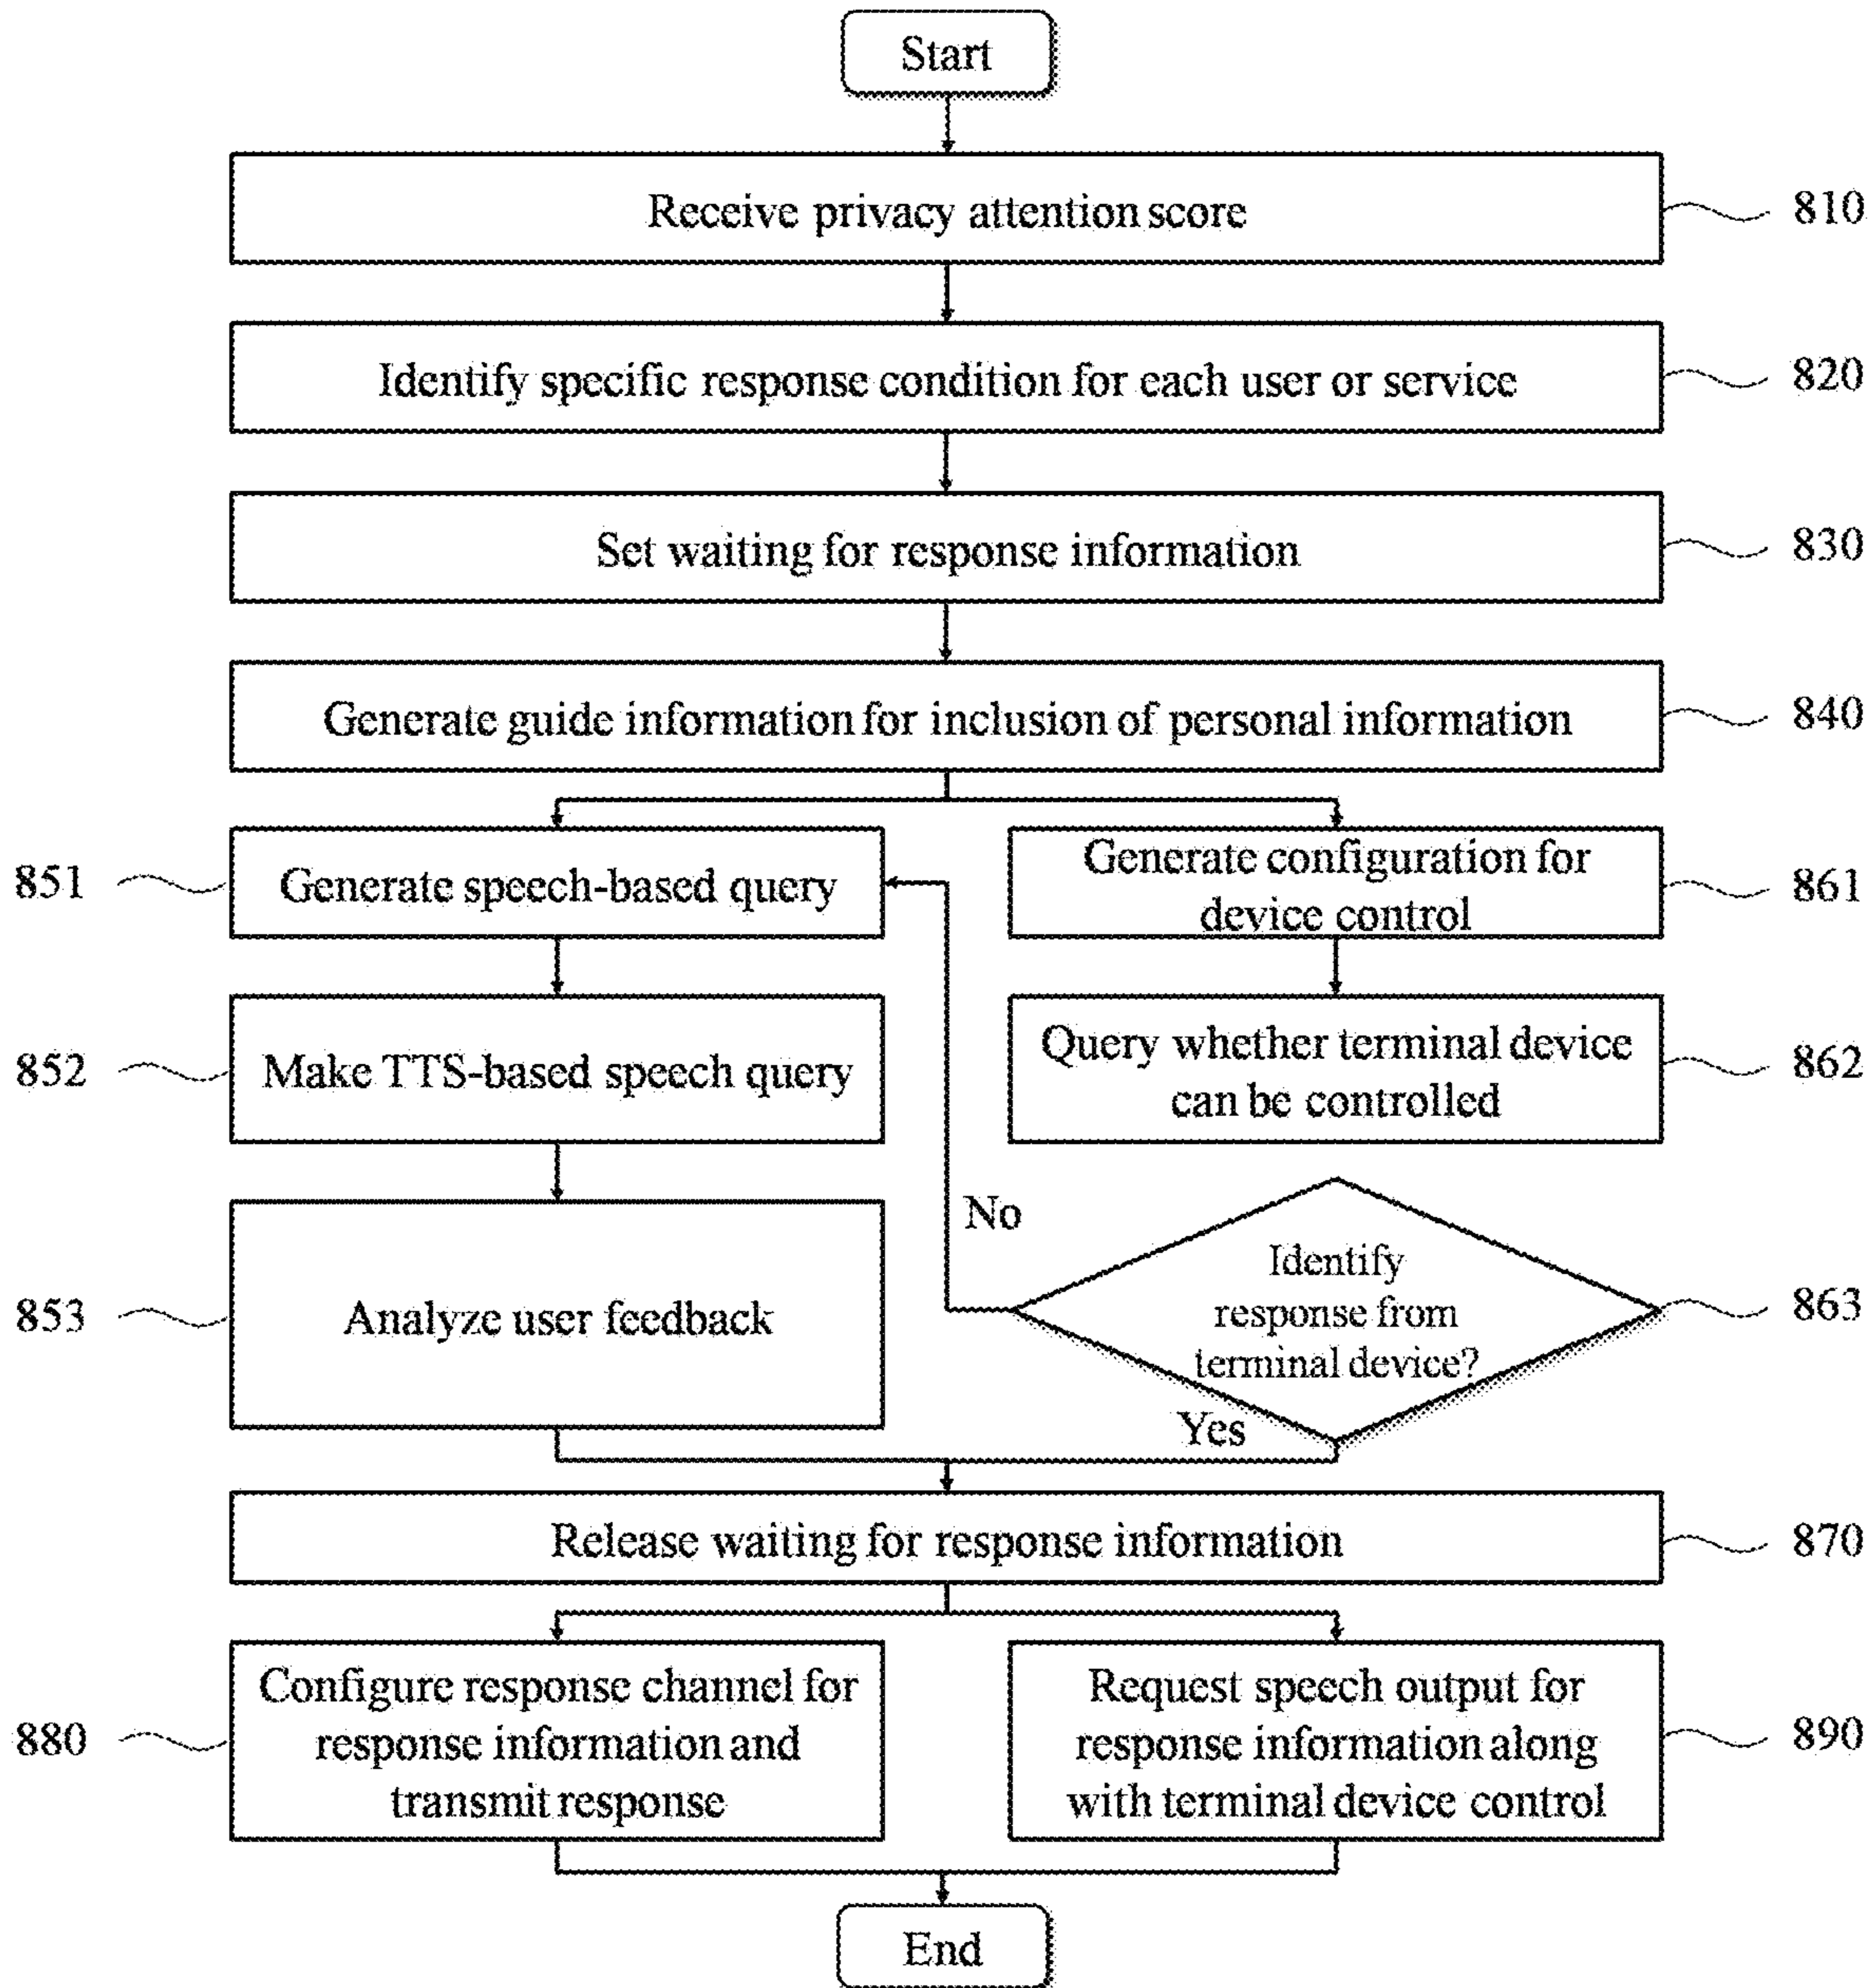 Start
Receive privacy attention score
810
Identify specific response condition for each user or service
820
Set waiting for response information
830
Generate guide information for inclusion of personal information
840
851
Generate speech-based query
Generate configuration for
device control
861
852
Make TTS-based speech query
Query whether terminal device
can be controlled
862
853
Analyze user feedback
No
Identify
response from
terminal device?
863
Yes
Release waiting for response information
870
880
Configure response channel for
response information and
transmit response
Request speech output for
response information along
with terminal device control
890
End